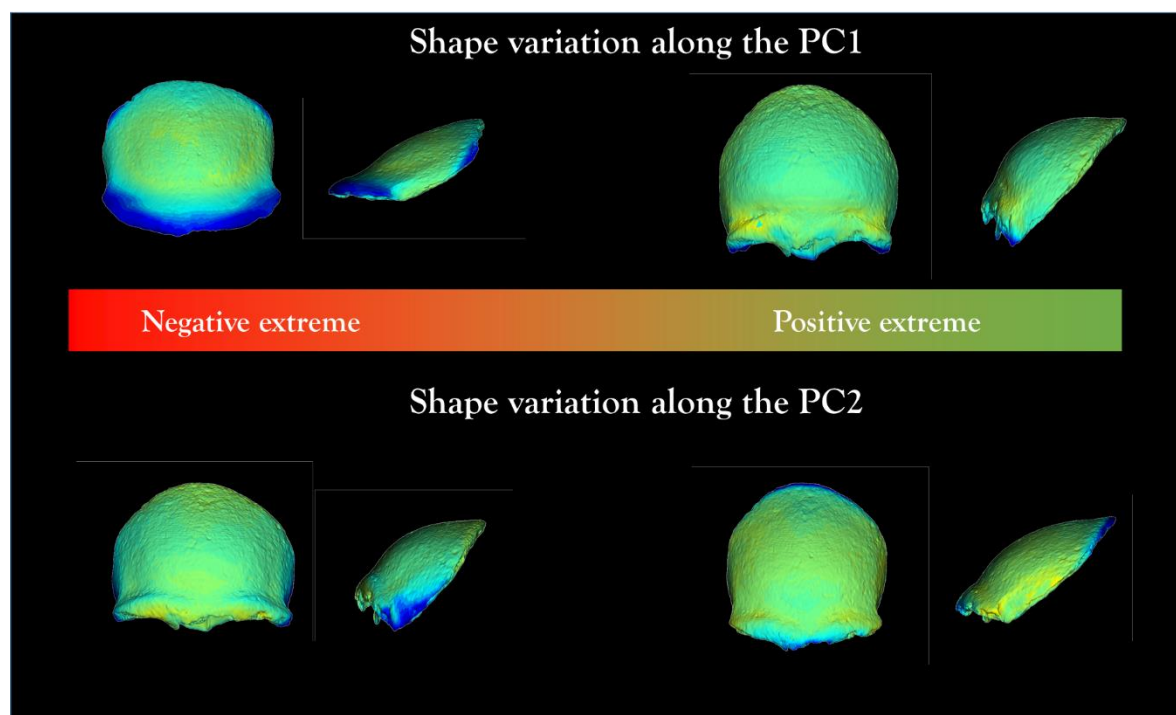 Shape variation along the PC1
Negative extreme
Positive extreme
Shape variation along the PC2